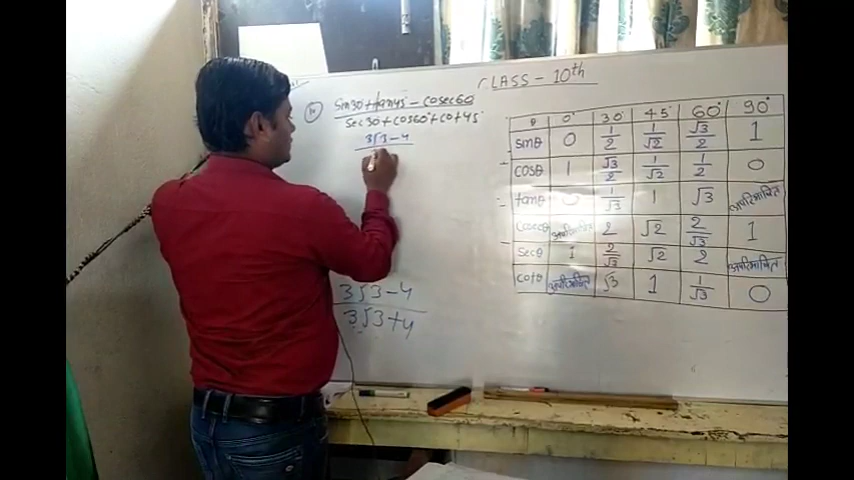 CLASS - 10th
(iv) sin30° + tan45° - cosec60°
sec30° + cos60° + cot45°
3√3 - 4
3√3 - 4
3√3 + 4
θ 0° 30° 45° 60° 90°
sinθ 0 1/2 1/√2 √3/2 1
cosθ 1 √3/2 1/√2 1/2 0
tanθ 0 1/√3 1 √3 अपरिभाषित
cosecθ अपरिभाषित 2 √2 2/√3 1
secθ 1 2/√3 √2 2 अपरिभाषित
cotθ अपरिभाषित √3 1 1/√3 0